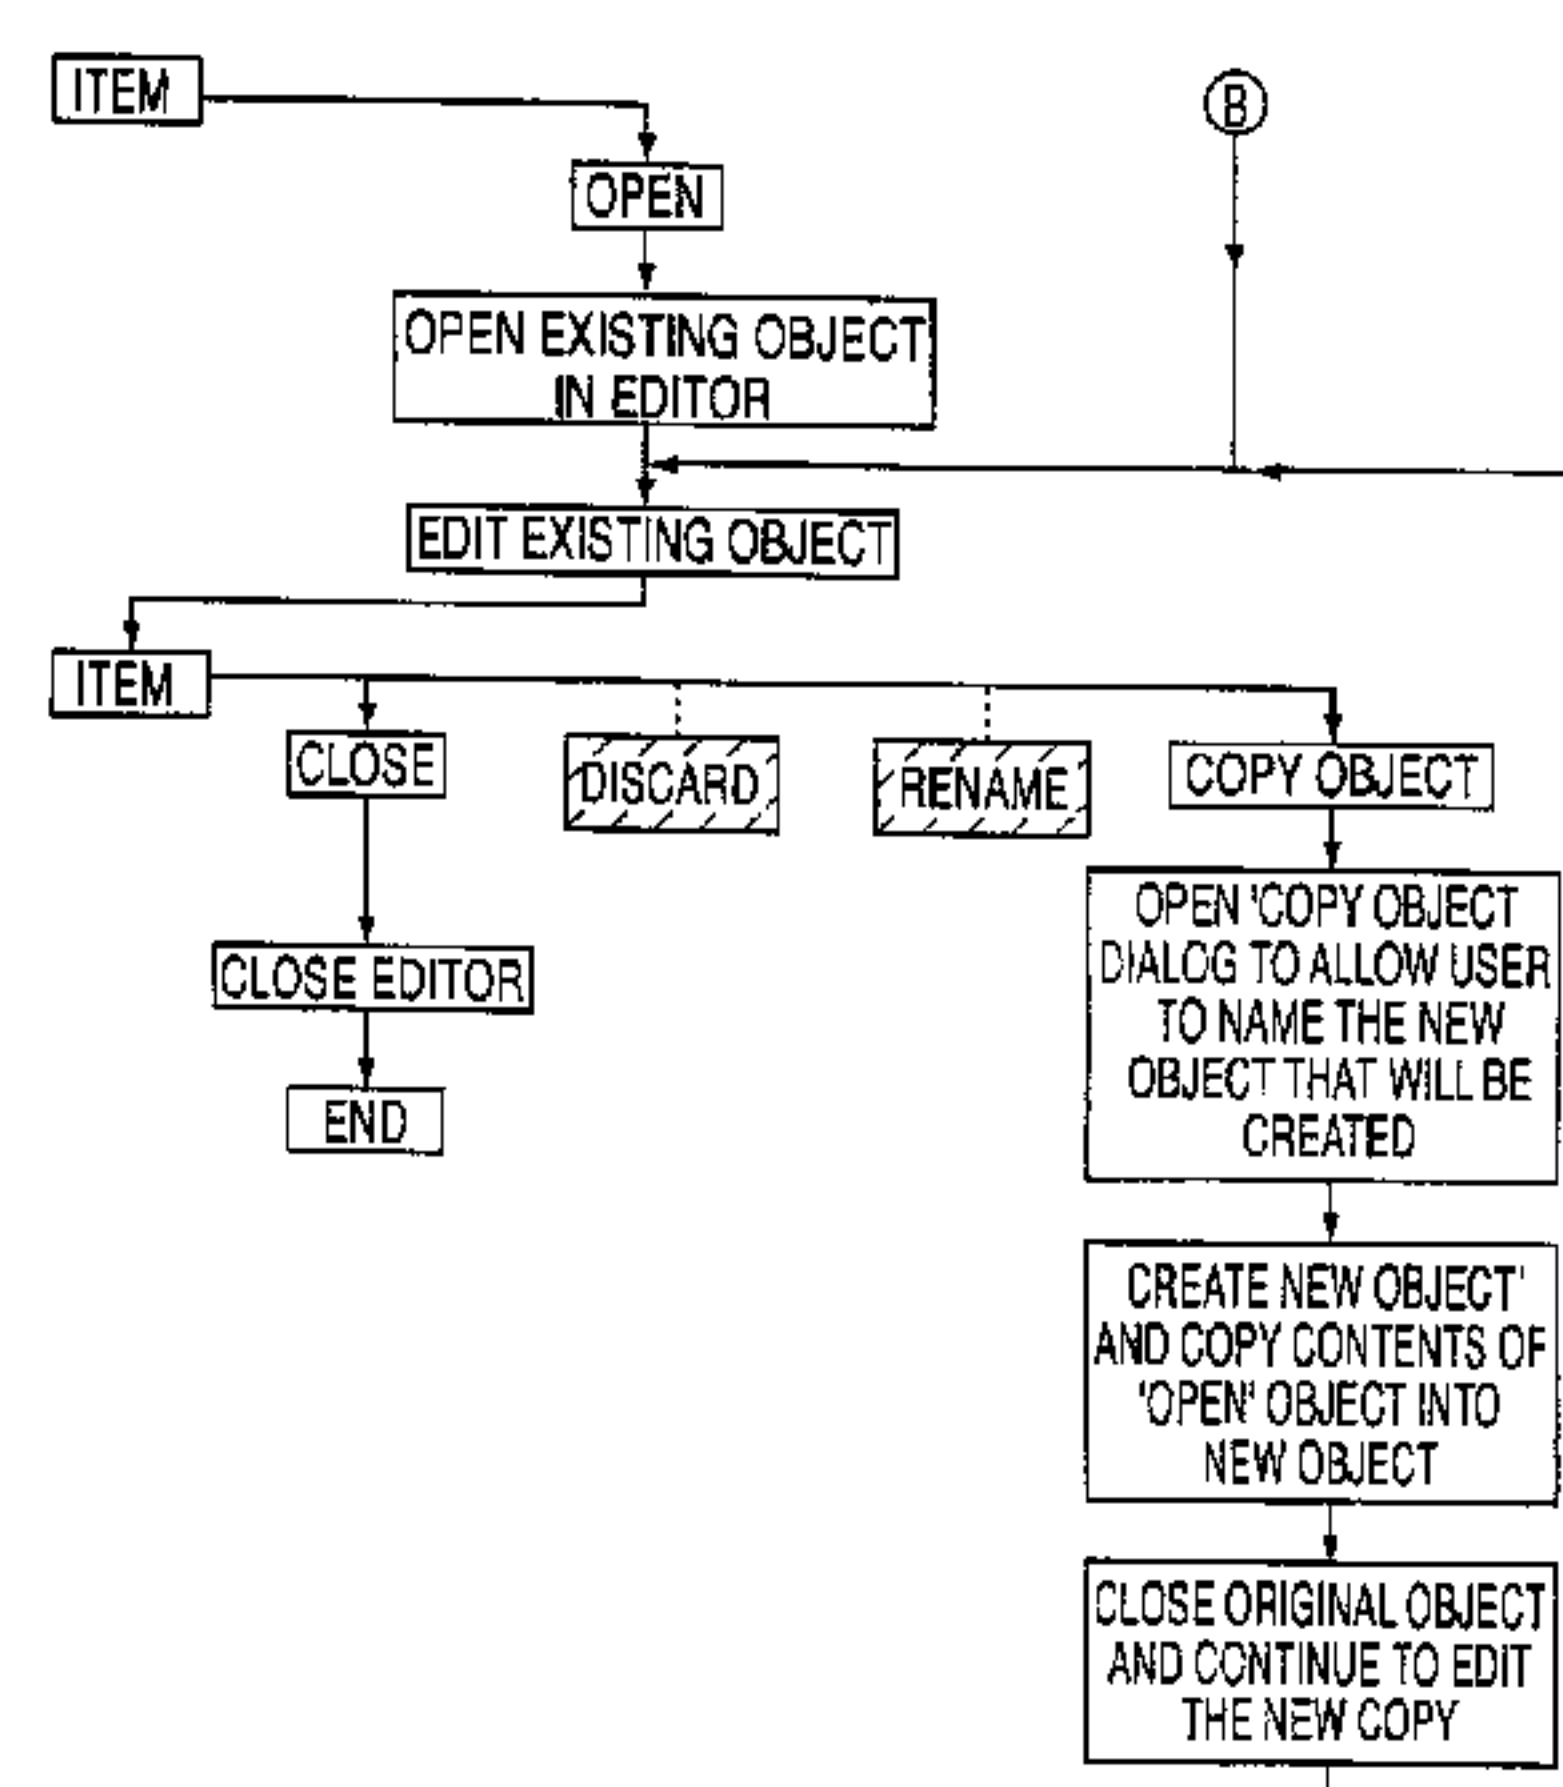 ITEM
B
OPEN
OPEN EXISTING OBJECT
IN EDITOR
EDIT EXISTING OBJECT
ITEM
CLOSE
DISCARD
RENAME
COPY OBJECT
OPEN 'COPY OBJECT
DIALOG TO ALLOW USER
TO NAME THE NEW
OBJECT THAT WILL BE
CREATED
CLOSE EDITOR
END
CREATE NEW OBJECT'
AND COPY CONTENTS OF
'OPEN' OBJECT INTO
NEW OBJECT
CLOSE ORIGINAL OBJECT
AND CONTINUE TO EDIT
THE NEW COPY